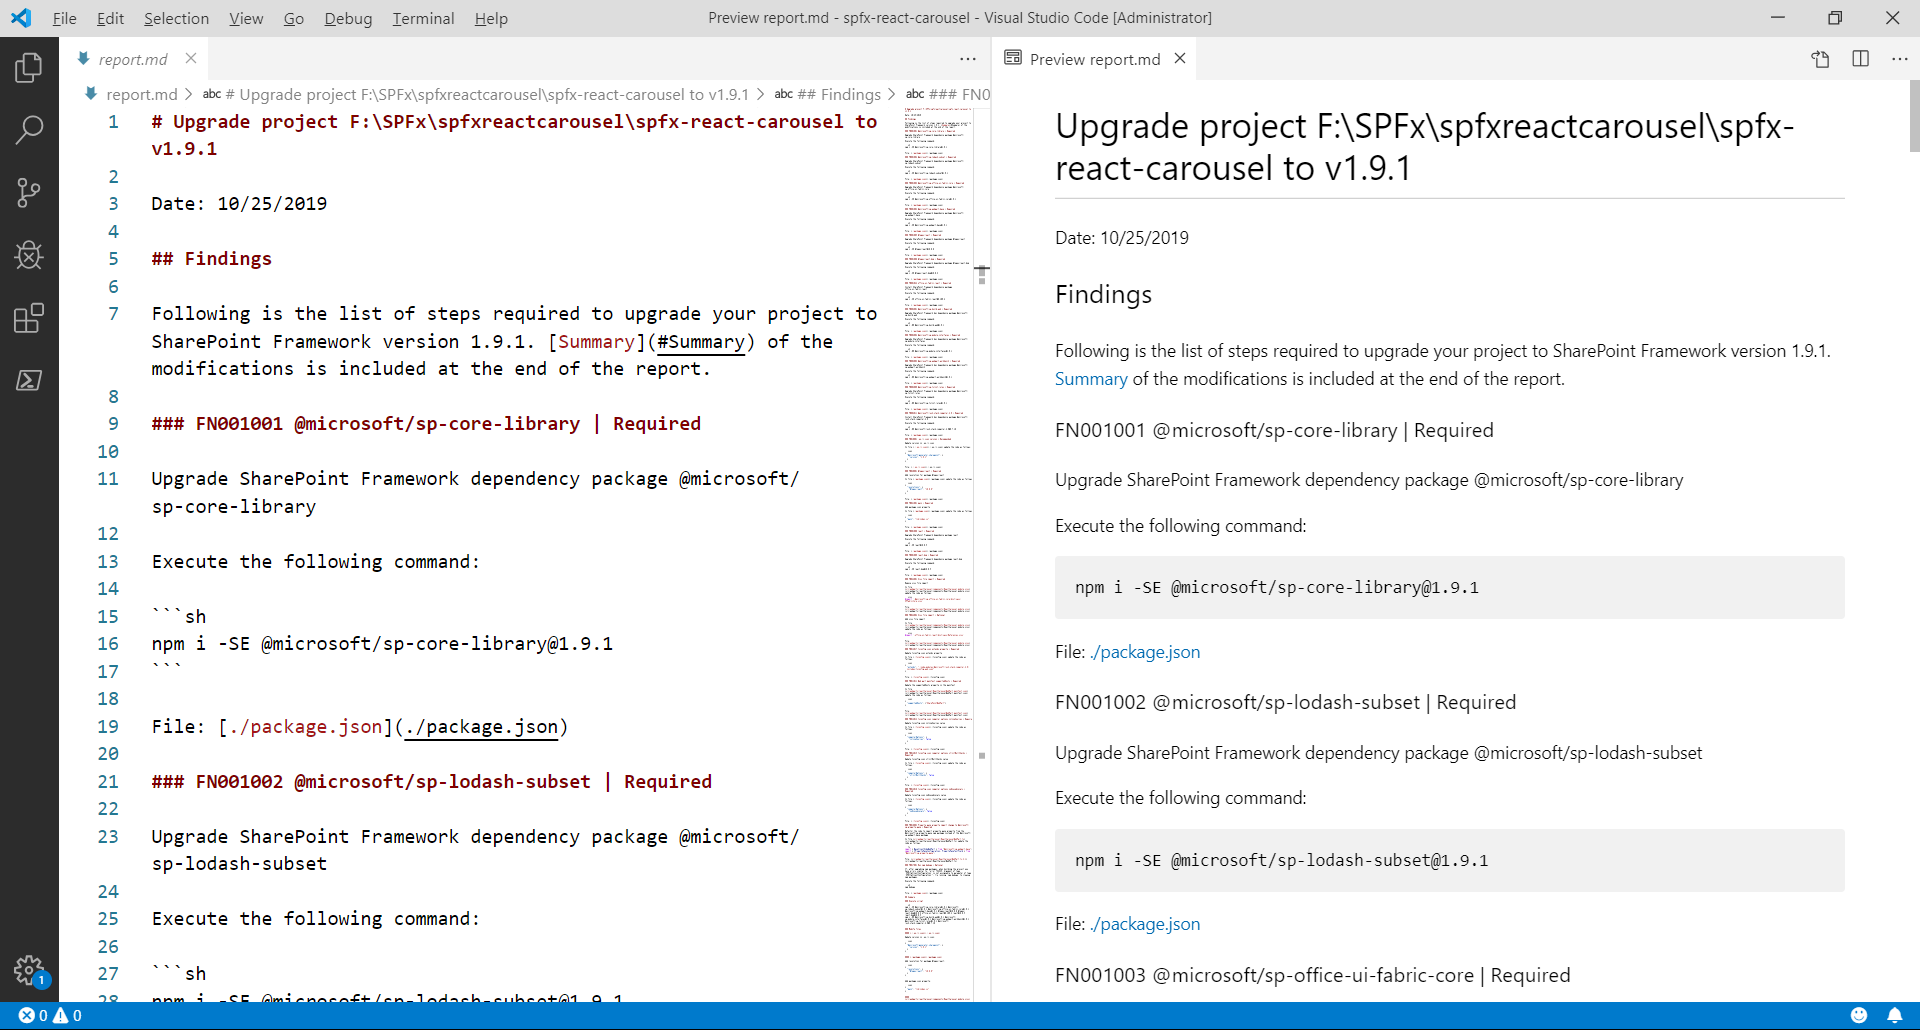 File Edit Selection View Go Debug Terminal Help
Preview report.md - spfx-react-carousel - Visual Studio Code [Administrator]
report.md
report.md > abc # Upgrade project F:\SPFx\spfxreactcarousel\spfx-react-carousel to v1.9.1 > abc ## Findings > abc ### FN0
1 # Upgrade project F:\SPFx\spfxreactcarousel\spfx-react-carousel to
v1.9.1
2
3 Date: 10/25/2019
4
5 ## Findings
6
7 Following is the list of steps required to upgrade your project to
SharePoint Framework version 1.9.1. [Summary](#Summary) of the
modifications is included at the end of the report.
8
9 ### FN001001 @microsoft/sp-core-library | Required
10
11 Upgrade SharePoint Framework dependency package @microsoft/
sp-core-library
12
13 Execute the following command:
14
15 ```sh
16 npm i -SE @microsoft/sp-core-library@1.9.1
17 ```
18
19 File: [./package.json](./package.json)
20
21 ### FN001002 @microsoft/sp-lodash-subset | Required
22
23 Upgrade SharePoint Framework dependency package @microsoft/
sp-lodash-subset
24
25 Execute the following command:
26
27 ```sh
28 npm i -SE @microsoft/sp-lodash-subset@1.9.1
Preview report.md
Upgrade project F:\SPFx\spfxreactcarousel\spfx-
react-carousel to v1.9.1
Date: 10/25/2019
Findings
Following is the list of steps required to upgrade your project to SharePoint Framework version 1.9.1.
Summary of the modifications is included at the end of the report.
FN001001 @microsoft/sp-core-library | Required
Upgrade SharePoint Framework dependency package @microsoft/sp-core-library
Execute the following command:
npm i -SE @microsoft/sp-core-library@1.9.1
File: ./package.json
FN001002 @microsoft/sp-lodash-subset | Required
Upgrade SharePoint Framework dependency package @microsoft/sp-lodash-subset
Execute the following command:
npm i -SE @microsoft/sp-lodash-subset@1.9.1
File: ./package.json
FN001003 @microsoft/sp-office-ui-fabric-core | Required
1
0 0